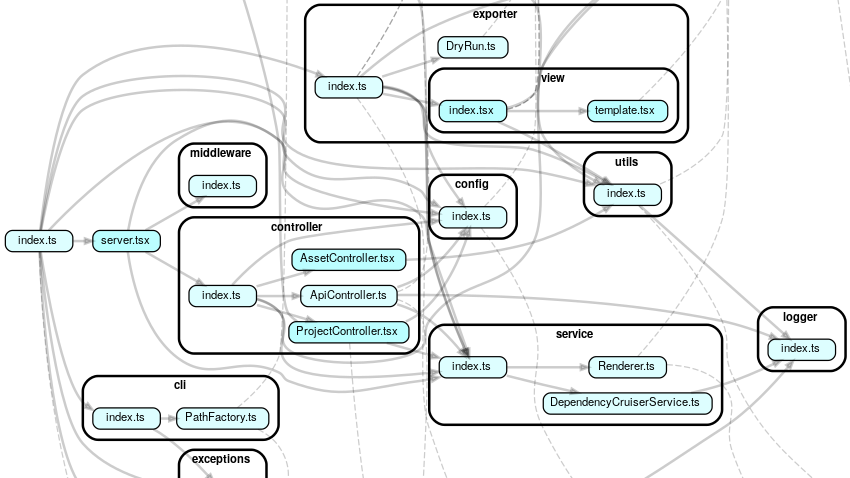 exporter
DryRun.ts
view
index.ts
index.tsx
template.tsx
middleware
index.ts
utils
index.ts
config
index.ts
index.ts
server.tsx
controller
AssetController.tsx
index.ts
ApiController.ts
ProjectController.tsx
logger
index.ts
service
index.ts
Renderer.ts
DependencyCruiserService.ts
cli
index.ts
PathFactory.ts
exceptions